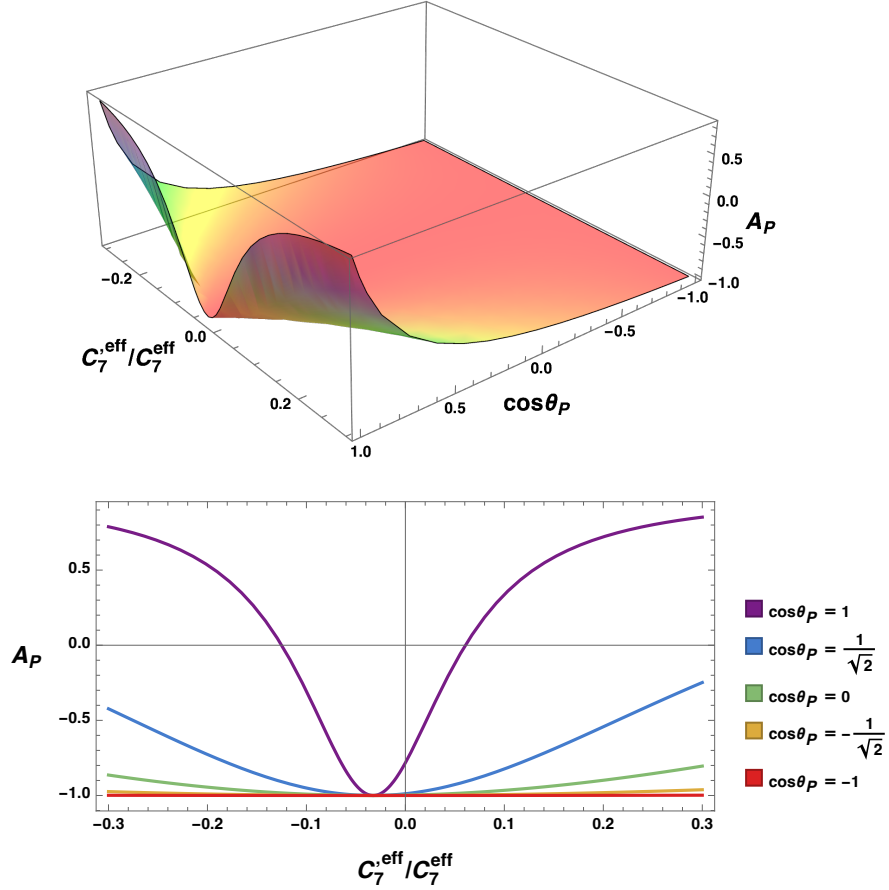 0.5
0.0
A_P
−0.5
−0.2
−1.0
−1.0
0.0
−0.5
C_7^{,eff}/C_7^{eff}
0.0
0.2
0.5
cosθ_P
1.0
0.5
0.0
A_P
−0.5
−1.0
−0.3 −0.2 −0.1 0.0 0.1 0.2 0.3
C_7^{,eff}/C_7^{eff}
cosθ_P = 1
cosθ_P = 1/√2
cosθ_P = 0
cosθ_P = −1/√2
cosθ_P = −1